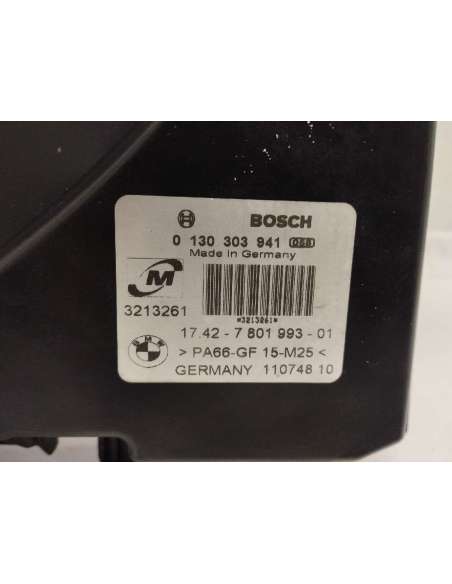 BOSCH
0 130 303 941
Made in Germany
M
3213261
*3213261*
17.42-7 801 993-01
BMW
> PA66-GF 15-M25 <
GERMANY 110748 10